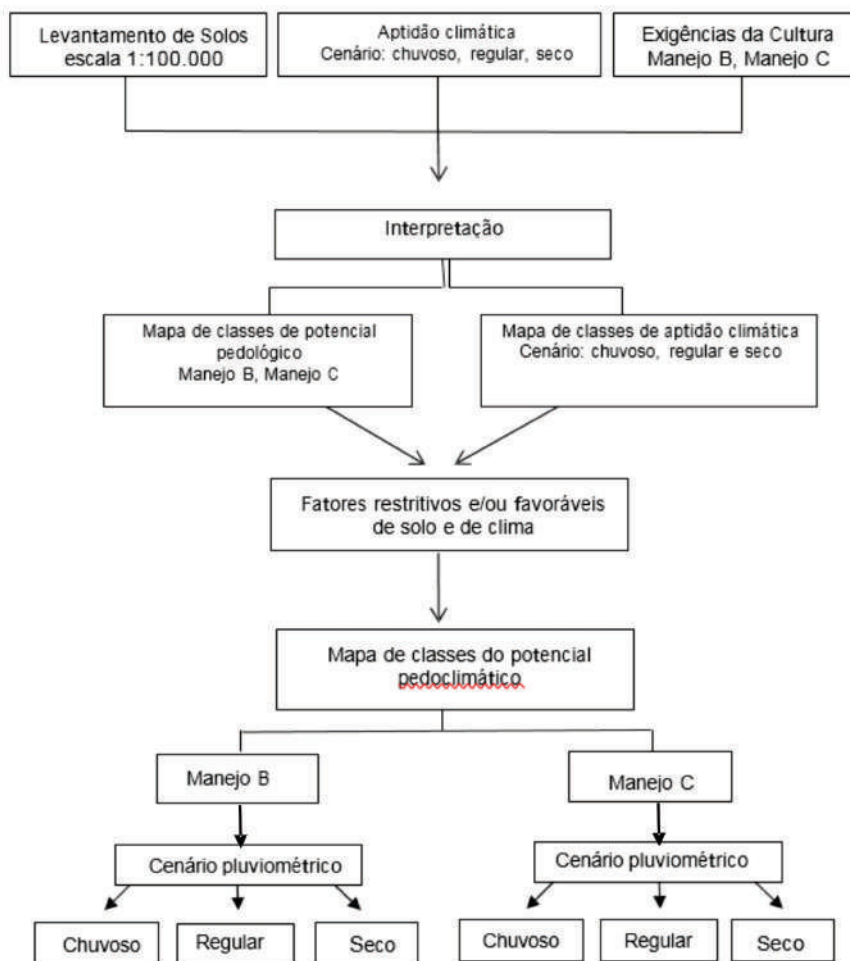 Levantamento de Solos
escala 1:100.000
Aptidão climática
Cenário: chuvoso, regular, seco
Exigências da Cultura
Manejo B, Manejo C
Interpretação
Mapa de classes de potencial
pedológico
Manejo B, Manejo C
Mapa de classes de aptidão climática
Cenário: chuvoso, regular e seco
Fatores restritivos e/ou favoráveis
de solo e de clima
Mapa de classes do potencial
pedoclimático
Manejo B
Manejo C
Cenário pluviométrico
Cenário pluviométrico
Chuvoso
Regular
Seco
Chuvoso
Regular
Seco